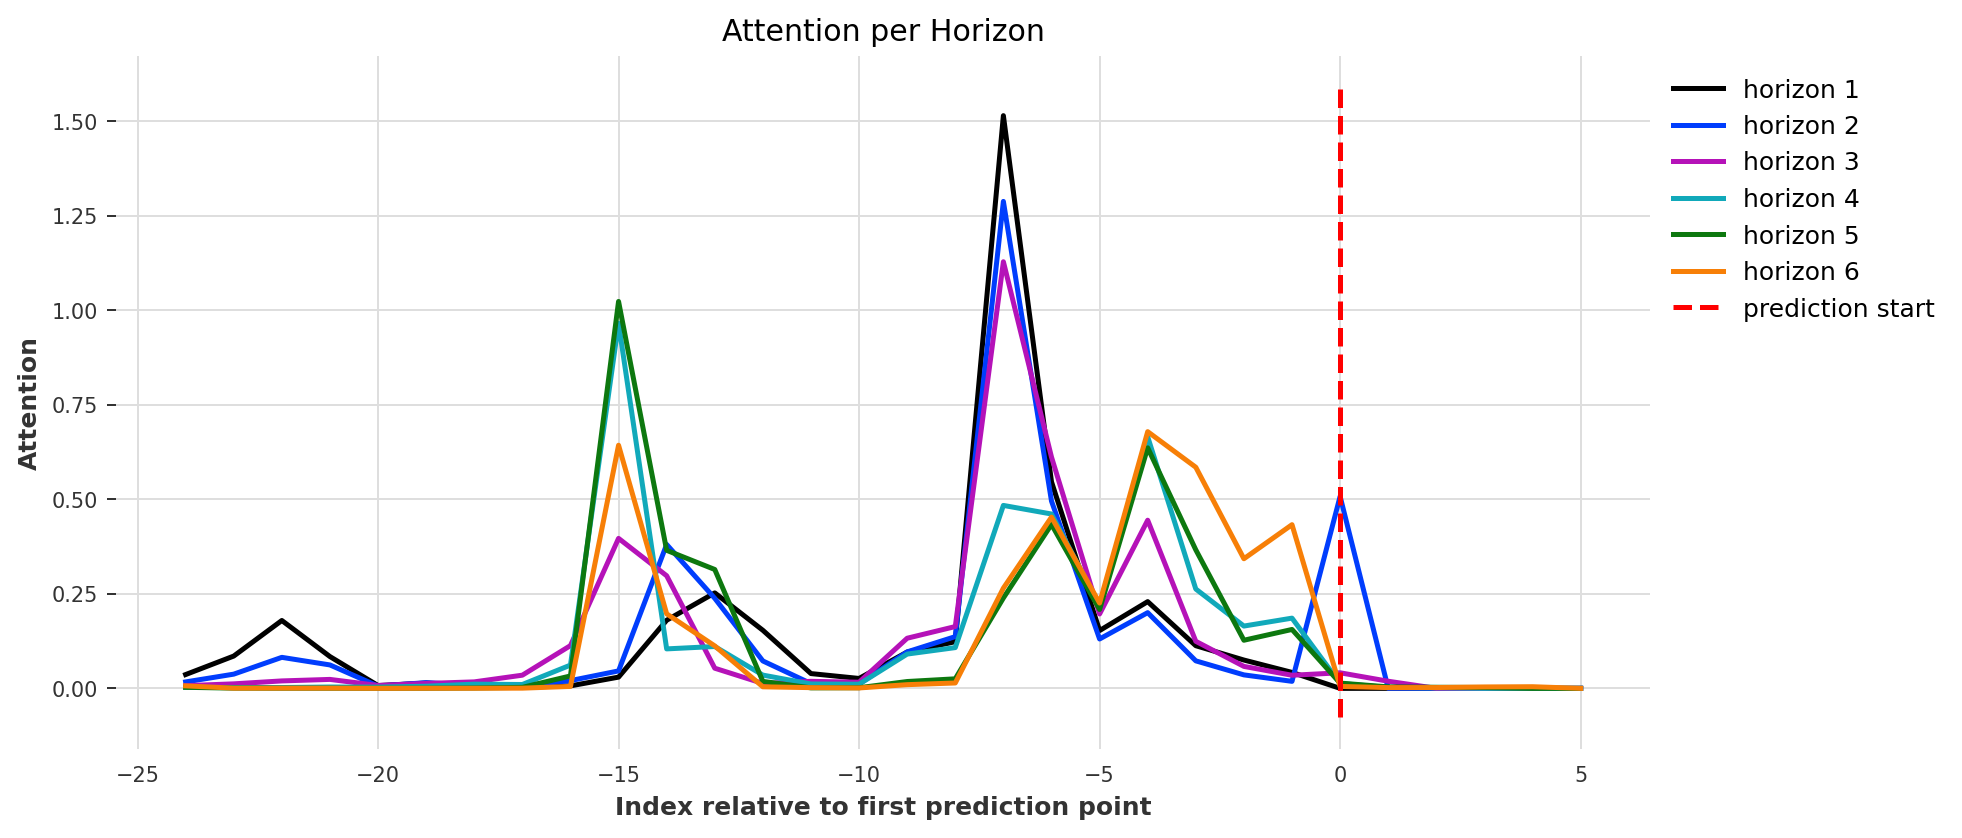 Attention per Horizon
horizon 1
horizon 2
horizon 3
horizon 4
horizon 5
horizon 6
prediction start
Attention
1.50
1.25
1.00
0.75
0.50
0.25
0.00
−25 −20 −15 −10 −5 0 5
Index relative to first prediction point